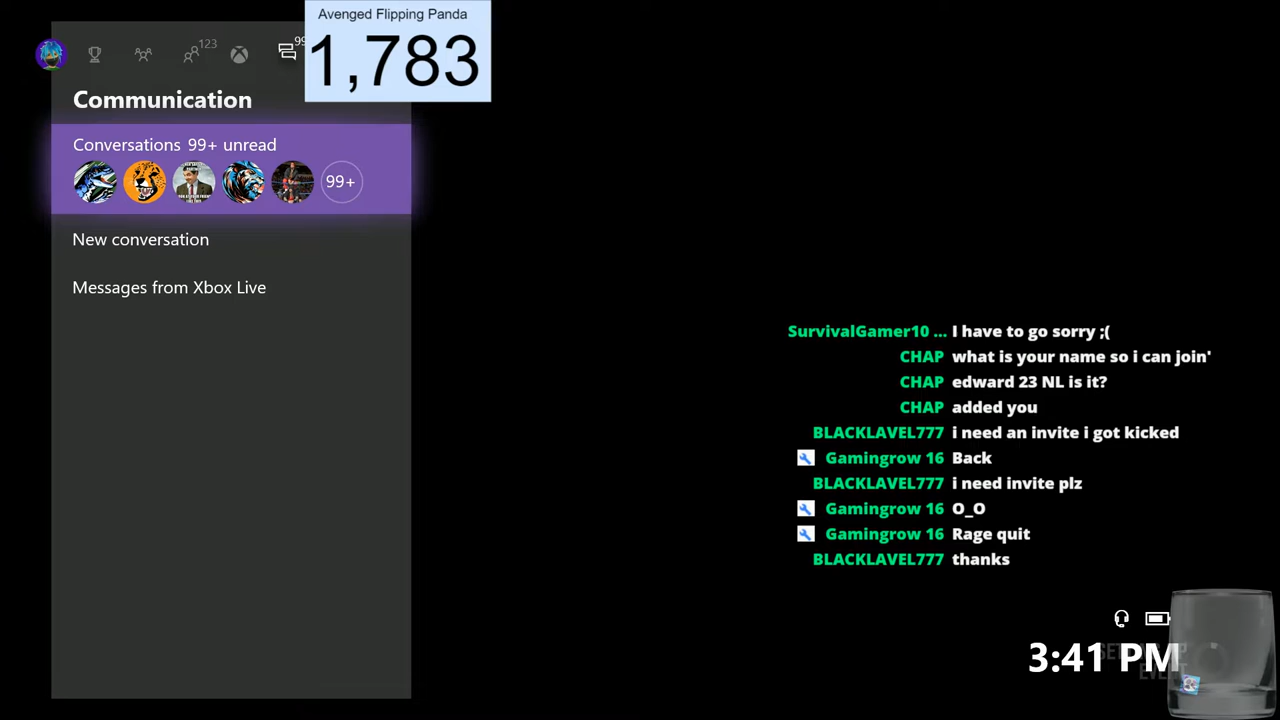 Avenged Flipping Panda
1,783
123
99
Communication
Conversations 99+ unread
99+
New conversation
Messages from Xbox Live
SurvivalGamer10 ... I have to go sorry ;(
CHAP what is your name so i can join'
CHAP edward 23 NL is it?
CHAP added you
BLACKLAVEL777 i need an invite i got kicked
Gamingrow 16 Back
BLACKLAVEL777 i need invite plz
Gamingrow 16 O_O
Gamingrow 16 Rage quit
BLACKLAVEL777 thanks
3:41 PM